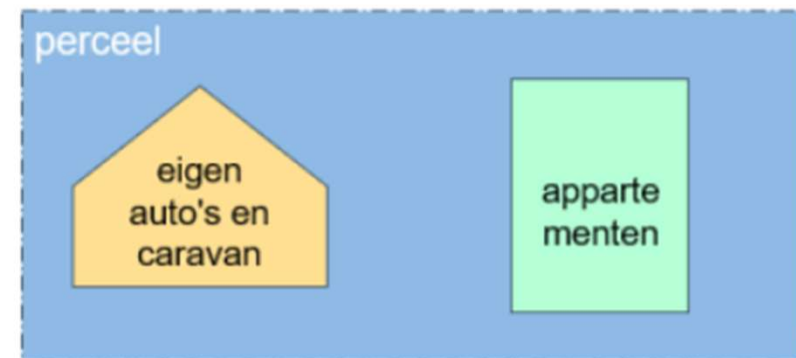 perceel
eigen
auto's en
caravan
apparte
menten